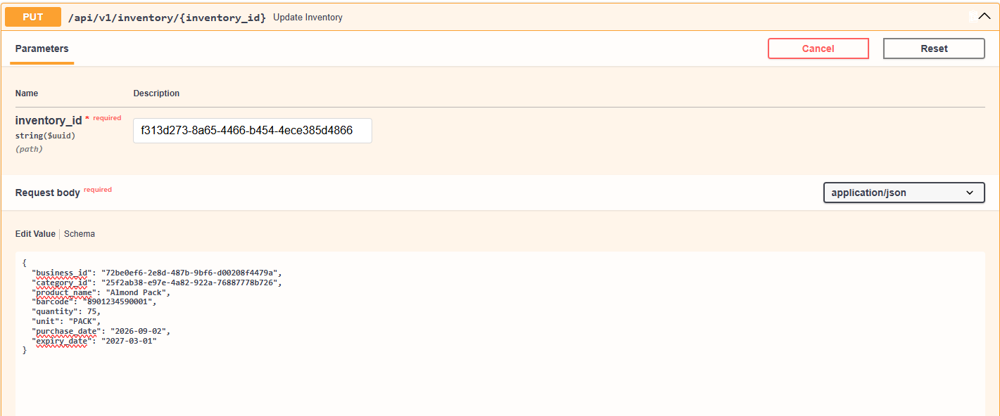 PUT /api/v1/inventory/{inventory_id} Update Inventory
Parameters
Cancel
Reset
Name Description
inventory_id * required
string($uuid)
(path)
f313d273-8a65-4466-b454-4ece385d4866
Request body required
application/json
Edit Value Schema
{
  "business_id": "72be0ef6-2e8d-487b-9bf6-d00208f4479a",
  "category_id": "25f2ab38-e97e-4a82-922a-76887778b726",
  "product_name": "Almond Pack",
  "barcode": "8901234590001",
  "quantity": 75,
  "unit": "PACK",
  "purchase_date": "2026-09-02",
  "expiry_date": "2027-03-01"
}